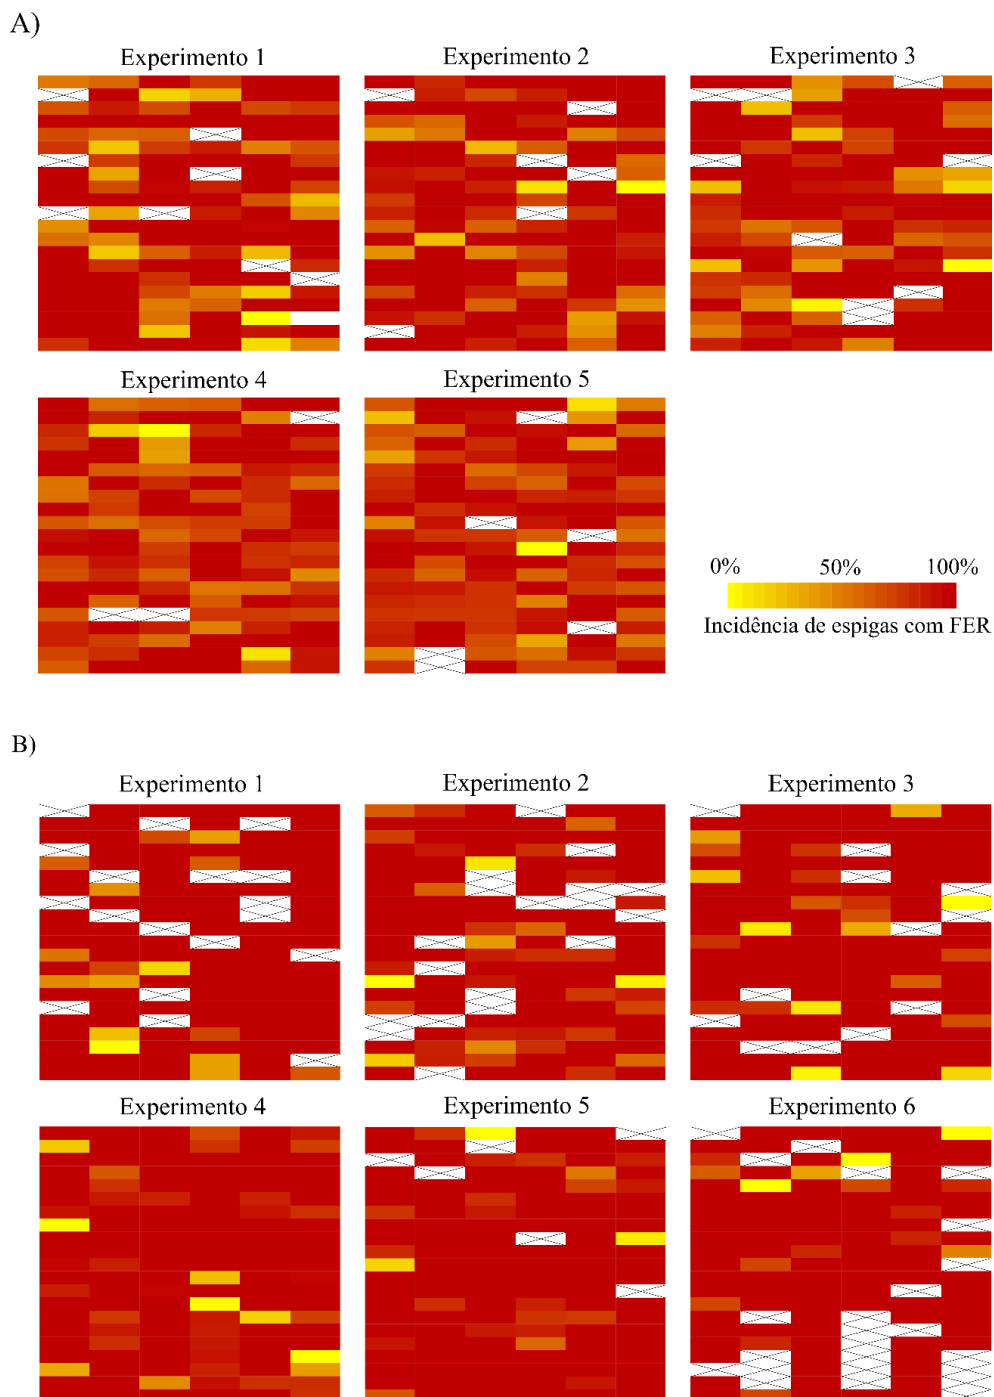 A)
Experimento 1
Experimento 2
Experimento 3
Experimento 4
Experimento 5
0%
50%
100%
Incidência de espigas com FER
B)
Experimento 1
Experimento 2
Experimento 3
Experimento 4
Experimento 5
Experimento 6